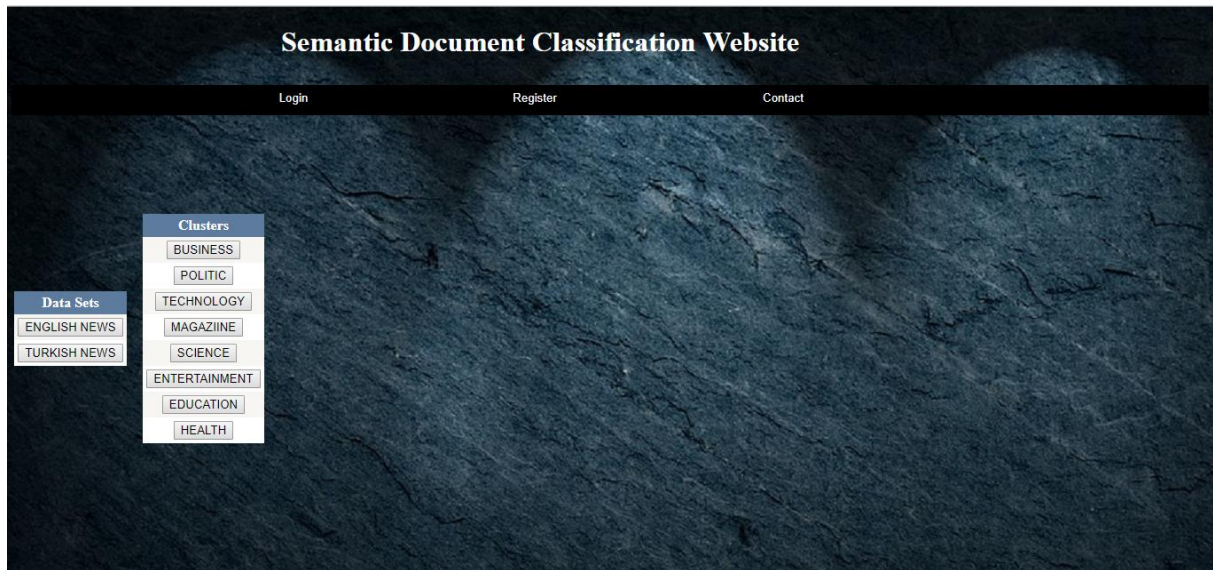 Semantic Document Classification Website
Login Register Contact
Data Sets
ENGLISH NEWS
TURKISH NEWS
Clusters
BUSINESS
POLITIC
TECHNOLOGY
MAGAZIINE
SCIENCE
ENTERTAINMENT
EDUCATION
HEALTH